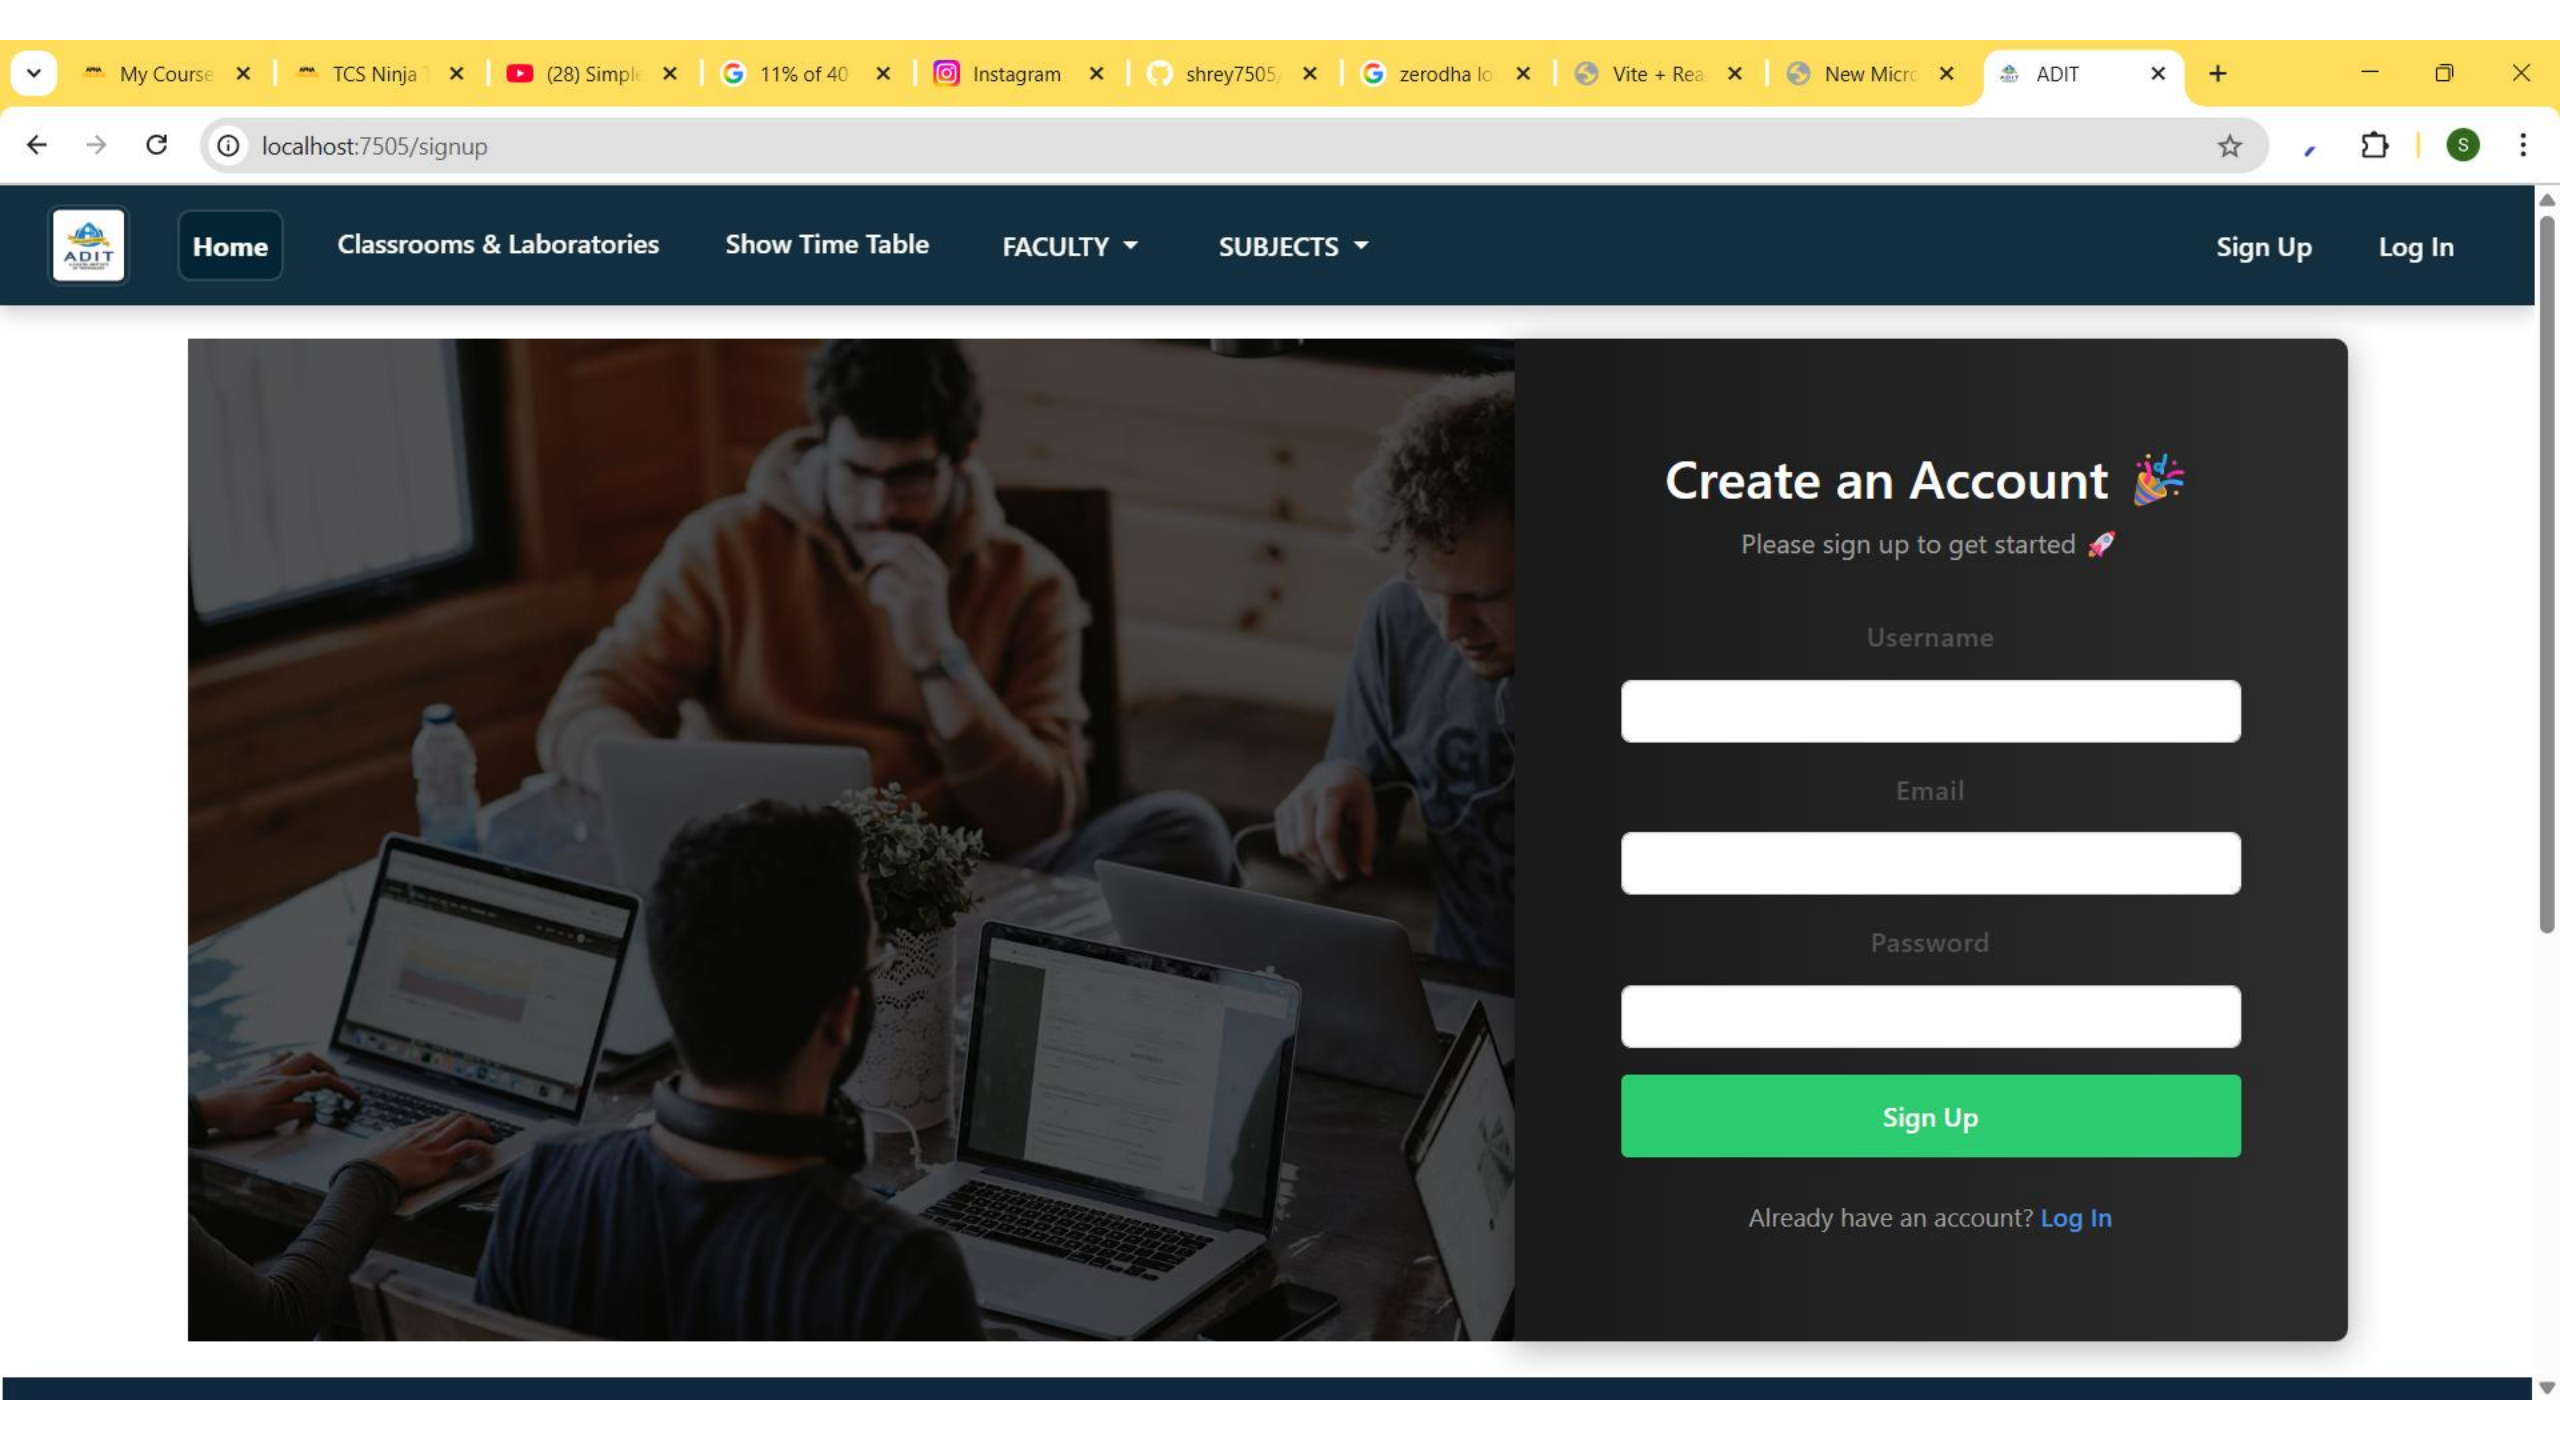 My Course
TCS Ninja
(28) Simple
11% of 40
Instagram
shrey7505/
zerodha lo
Vite + Rea
New Micro
ADIT
localhost:7505/signup
S
ADIT
Home
Classrooms & Laboratories
Show Time Table
FACULTY
SUBJECTS
Sign Up
Log In
Create an Account 🎉
Please sign up to get started 🚀
Username
Email
Password
Sign Up
Already have an account? Log In